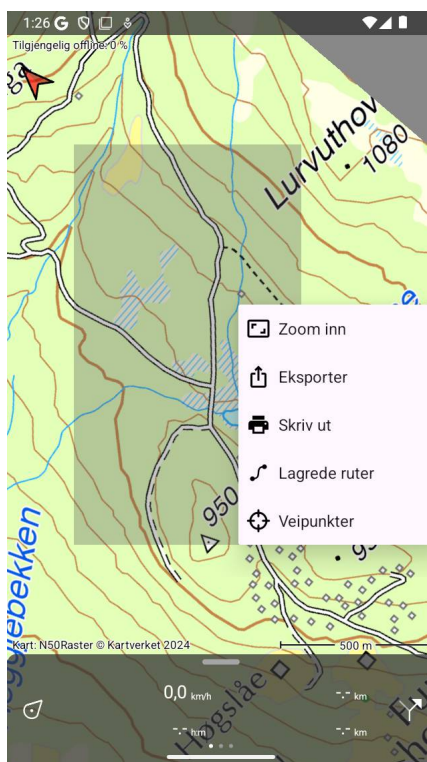 1:26
Tilgjengelig offline: 0 %
Lurvuthov
1080
Zoom inn
Eksporter
Skriv ut
Lagrede ruter
Veipunkter
950
Kart: N50Raster © Kartverket 2024
500 m
0,0 km/h
-.- km
-.- h:m
-.- km
Høgslåe